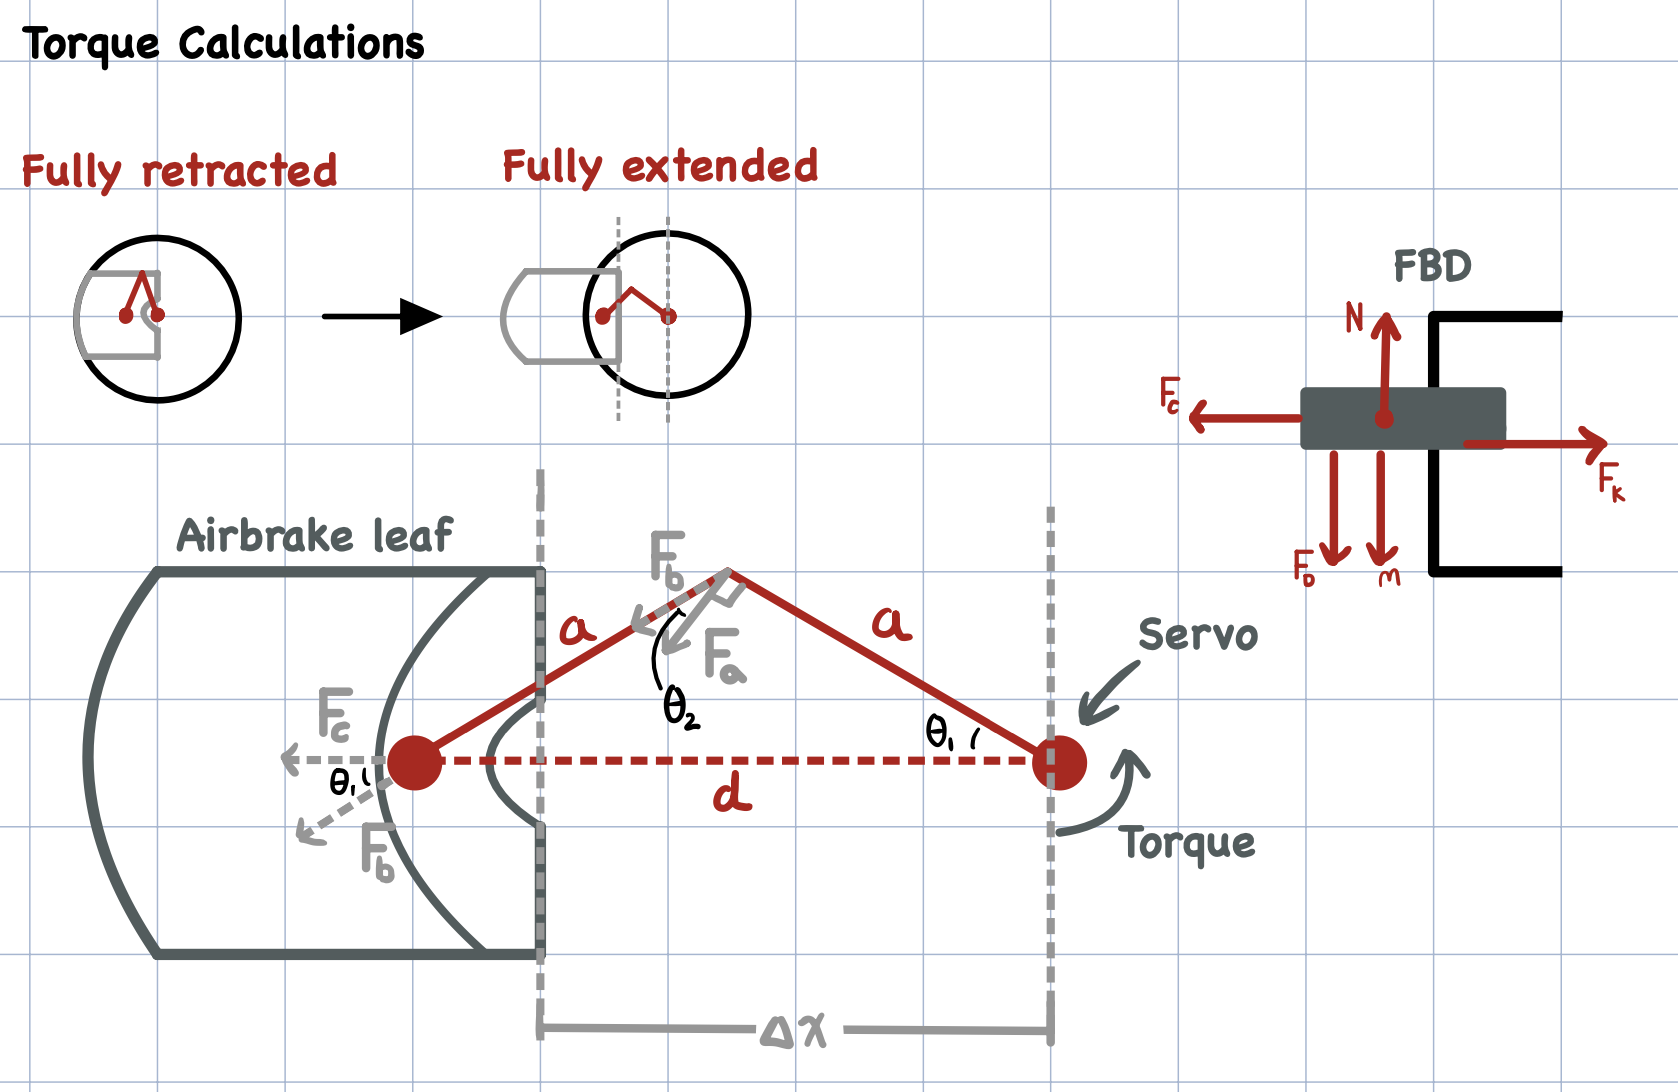 Torque Calculations
Fully retracted
Fully extended
FBD
N
Fc
Fk
FD
m
Airbrake leaf
Fb
a
Fa
a
θ2
θ1
Servo
Fc
θ1
Fb
d
Torque
Δx